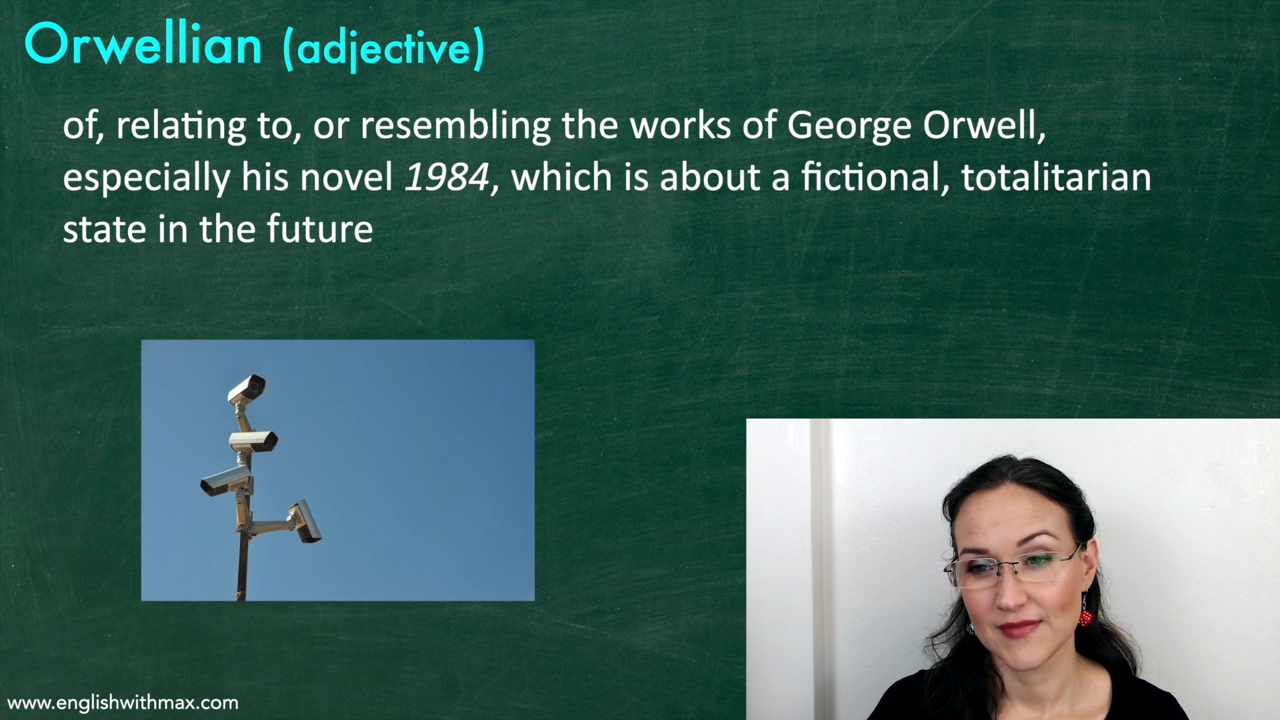 Orwellian (adjective)
of, relating to, or resembling the works of George Orwell,
especially his novel 1984, which is about a fictional, totalitarian
state in the future
www.englishwithmax.com